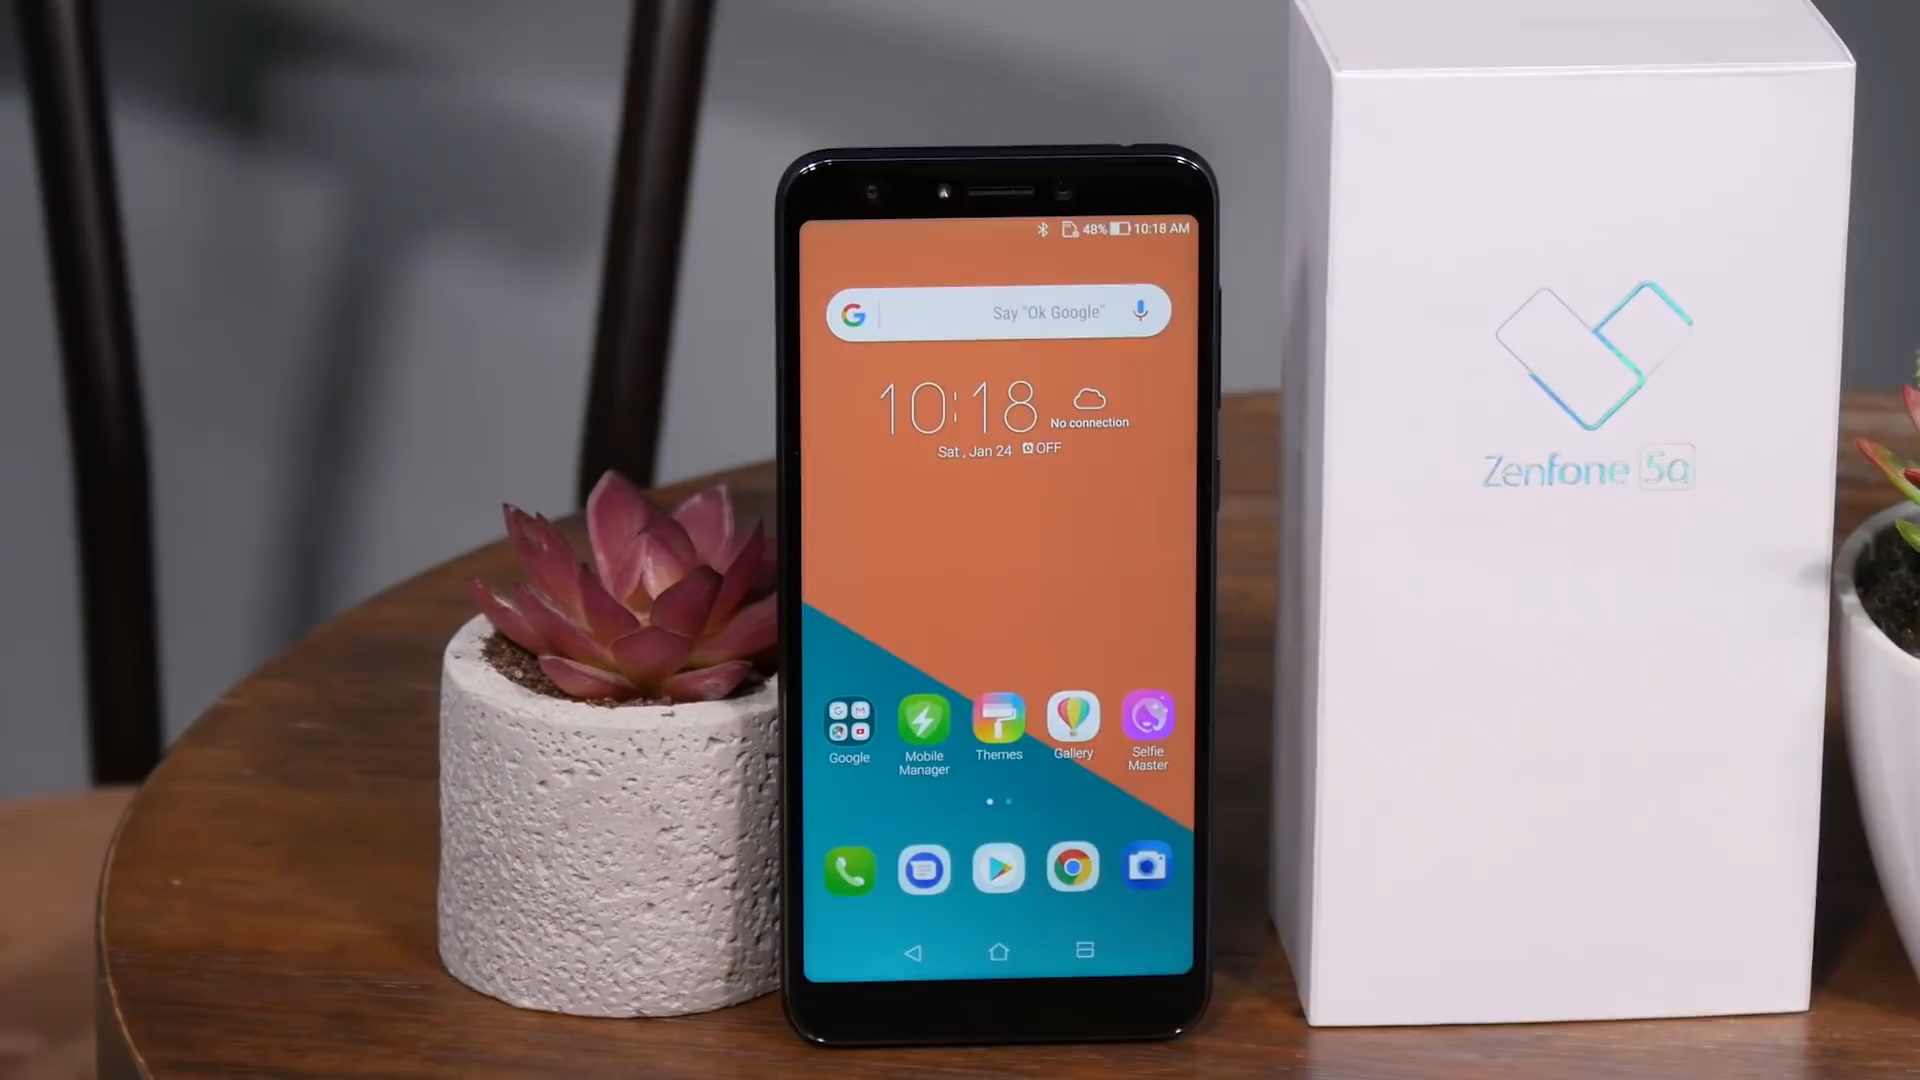 48% 10:18 AM
Say "Ok Google"
10:18
No connection
Sat , Jan 24 OFF
Google
Mobile Manager
Themes
Gallery
Selfie Master
Zenfone 5Q